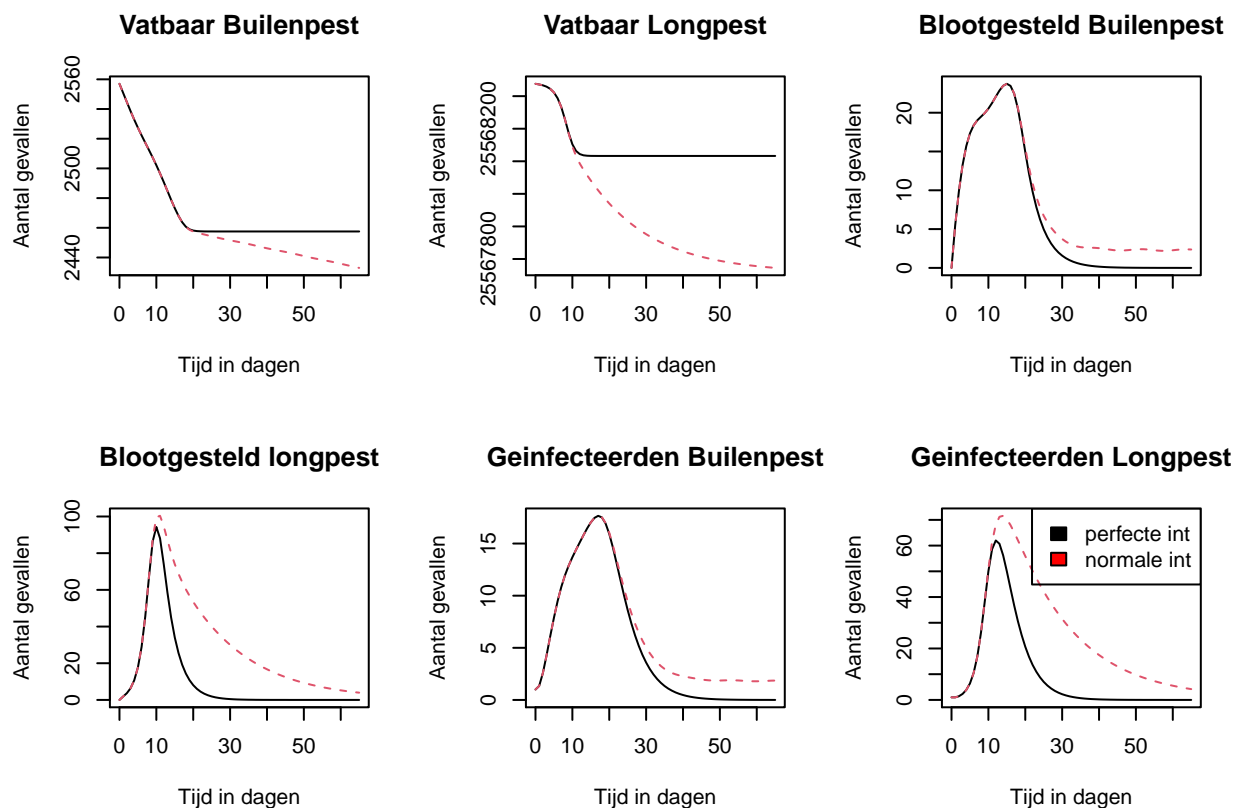 Vatbaar Builenpest
Aantal gevallen
2440
2500
2560
0 10 30 50
Tijd in dagen
Vatbaar Longpest
Aantal gevallen
25567800
25568200
0 10 30 50
Tijd in dagen
Blootgesteld Builenpest
Aantal gevallen
0 5 10 20
0 10 30 50
Tijd in dagen
Blootgesteld longpest
Aantal gevallen
0 20 60 100
0 10 30 50
Tijd in dagen
Geinfecteerden Builenpest
Aantal gevallen
0 5 10 15
0 10 30 50
Tijd in dagen
Geinfecteerden Longpest
Aantal gevallen
0 20 40 60
0 10 30 50
Tijd in dagen
perfecte int
normale int